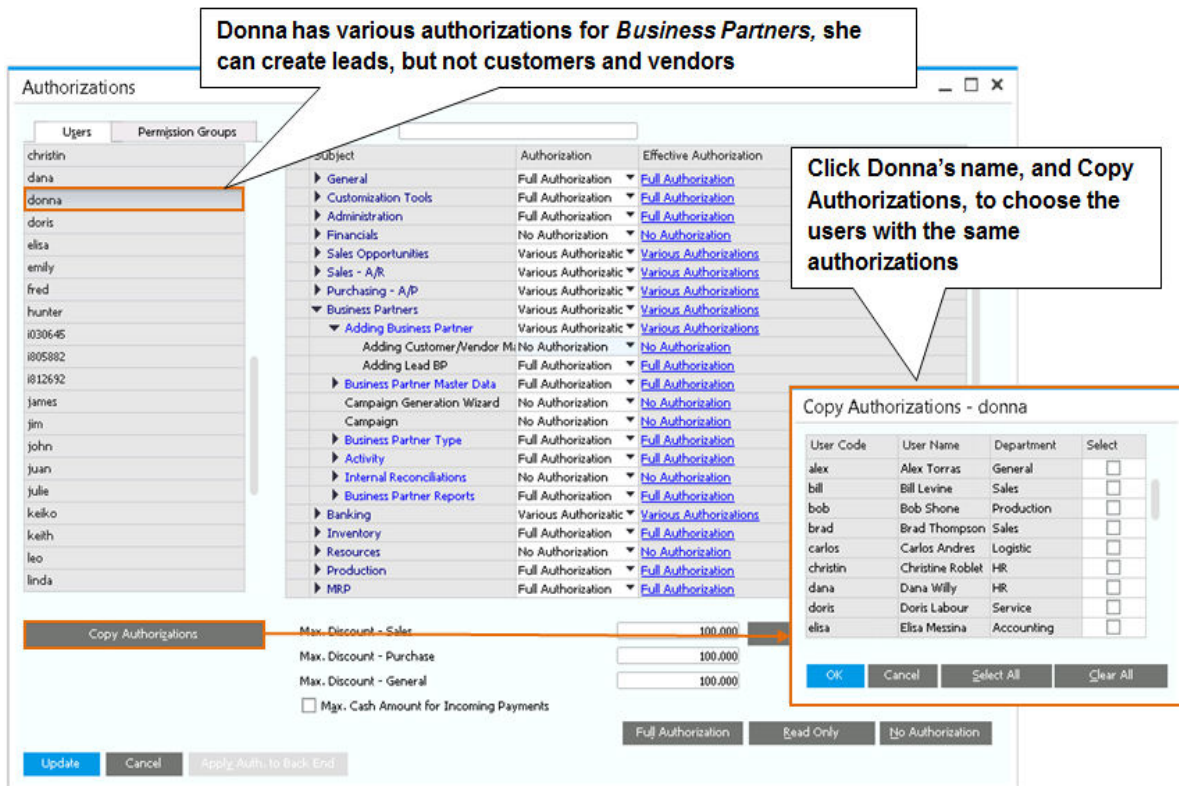 Donna has various authorizations for Business Partners, she
can create leads, but not customers and vendors
Authorizations
Users
Permission Groups
christin
dana
donna
doris
elisa
emily
fred
hunter
i030645
i805882
i812692
james
jim
john
juan
julie
keiko
keith
leo
linda
Subject Authorization Effective Authorization
General Full Authorization Full Authorization
Customization Tools Full Authorization Full Authorization
Administration Full Authorization Full Authorization
Financials No Authorization No Authorization
Sales Opportunities Various Authorizatic Various Authorizations
Sales - A/R Various Authorizatic Various Authorizations
Purchasing - A/P Various Authorizatic Various Authorizations
Business Partners Various Authorizatic Various Authorizations
Adding Business Partner Various Authorizatic Various Authorizations
Adding Customer/Vendor Ma No Authorization No Authorization
Adding Lead BP Full Authorization Full Authorization
Business Partner Master Data Full Authorization Full Authorization
Campaign Generation Wizard No Authorization No Authorization
Campaign No Authorization No Authorization
Business Partner Type Full Authorization Full Authorization
Activity Full Authorization Full Authorization
Internal Reconciliations No Authorization No Authorization
Business Partner Reports Full Authorization Full Authorization
Banking Various Authorizatic Various Authorizations
Inventory Full Authorization Full Authorization
Resources No Authorization No Authorization
Production Full Authorization Full Authorization
MRP Full Authorization Full Authorization
Click Donna's name, and Copy
Authorizations, to choose the
users with the same
authorizations
Copy Authorizations - donna
User Code User Name Department Select
alex Alex Torras General
bill Bill Levine Sales
bob Bob Shone Production
brad Brad Thompson Sales
carlos Carlos Andres Logistic
christin Christine Roblet HR
dana Dana Willy HR
doris Doris Labour Service
elisa Elisa Messina Accounting
OK Cancel Select All Clear All
Copy Authorizations
Max. Discount - Sales 100.000
Max. Discount - Purchase 100.000
Max. Discount - General 100.000
Max. Cash Amount for Incoming Payments
Full Authorization Read Only No Authorization
Update Cancel Apply Auth. to Back End